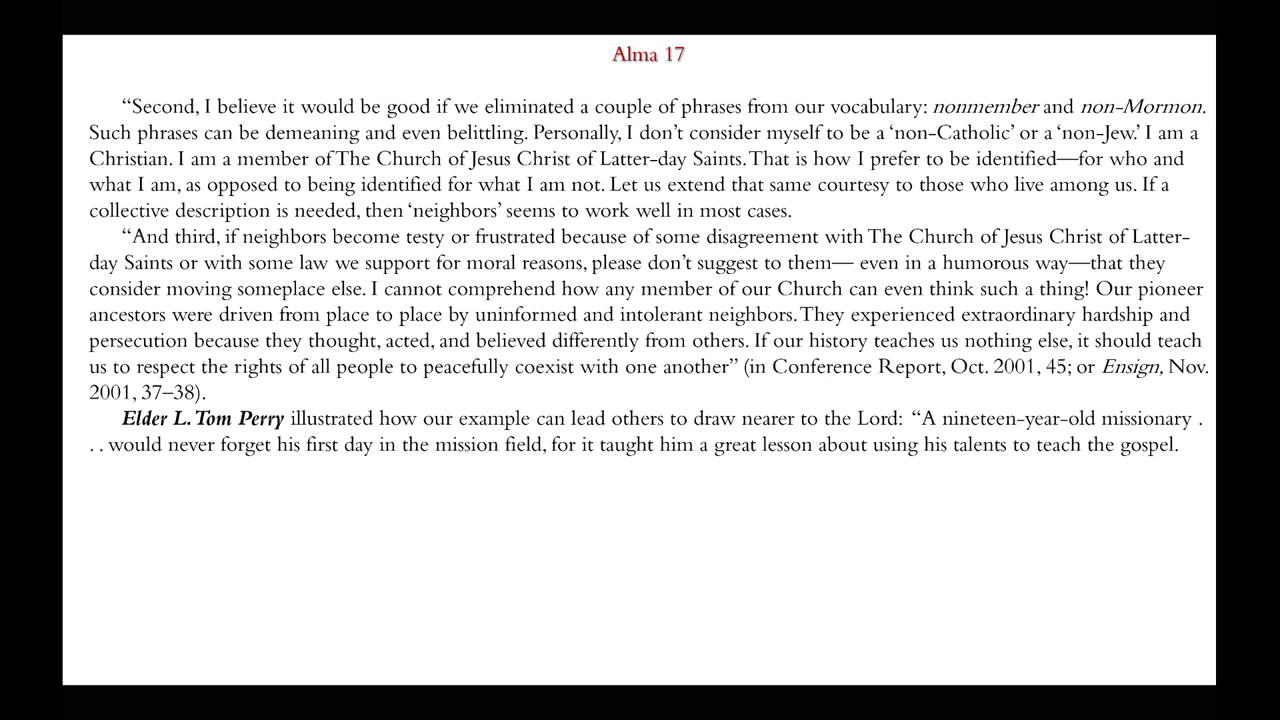 Alma 17
“Second, I believe it would be good if we eliminated a couple of phrases from our vocabulary: nonmember and non-Mormon.
Such phrases can be demeaning and even belittling. Personally, I don’t consider myself to be a ‘non-Catholic’ or a ‘non-Jew.’ I am a
Christian. I am a member of The Church of Jesus Christ of Latter-day Saints. That is how I prefer to be identified—for who and
what I am, as opposed to being identified for what I am not. Let us extend that same courtesy to those who live among us. If a
collective description is needed, then ‘neighbors’ seems to work well in most cases.
“And third, if neighbors become testy or frustrated because of some disagreement with The Church of Jesus Christ of Latter-
day Saints or with some law we support for moral reasons, please don’t suggest to them— even in a humorous way—that they
consider moving someplace else. I cannot comprehend how any member of our Church can even think such a thing! Our pioneer
ancestors were driven from place to place by uninformed and intolerant neighbors. They experienced extraordinary hardship and
persecution because they thought, acted, and believed differently from others. If our history teaches us nothing else, it should teach
us to respect the rights of all people to peacefully coexist with one another” (in Conference Report, Oct. 2001, 45; or Ensign, Nov.
2001, 37–38).
Elder L. Tom Perry illustrated how our example can lead others to draw nearer to the Lord: “A nineteen-year-old missionary .
. . would never forget his first day in the mission field, for it taught him a great lesson about using his talents to teach the gospel.